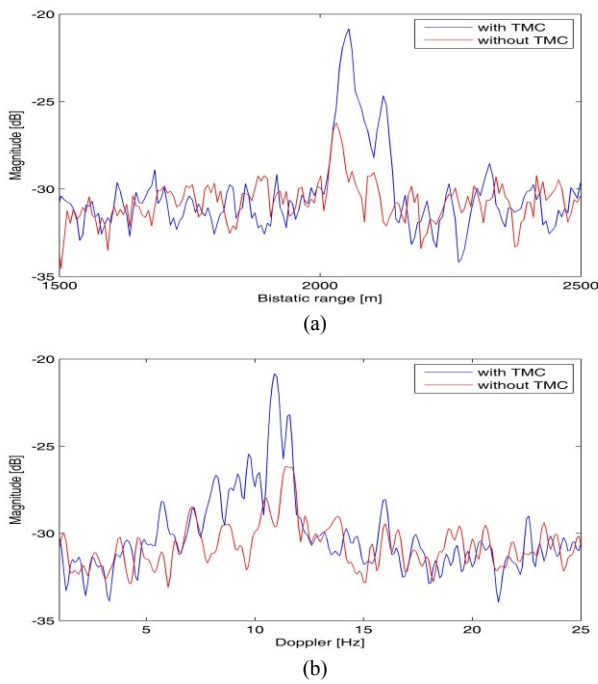 -20
with TMC
without TMC
-25
Magnitude [dB]
-30
-35
1500
2000
2500
Bistatic range [m]
(a)
-20
with TMC
without TMC
-25
Magnitude [dB]
-30
-35
5
10
15
20
25
Doppler [Hz]
(b)